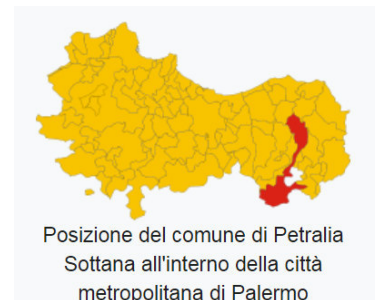 Posizione del comune di Petralia
Sottana all'interno della città
metropolitana di Palermo